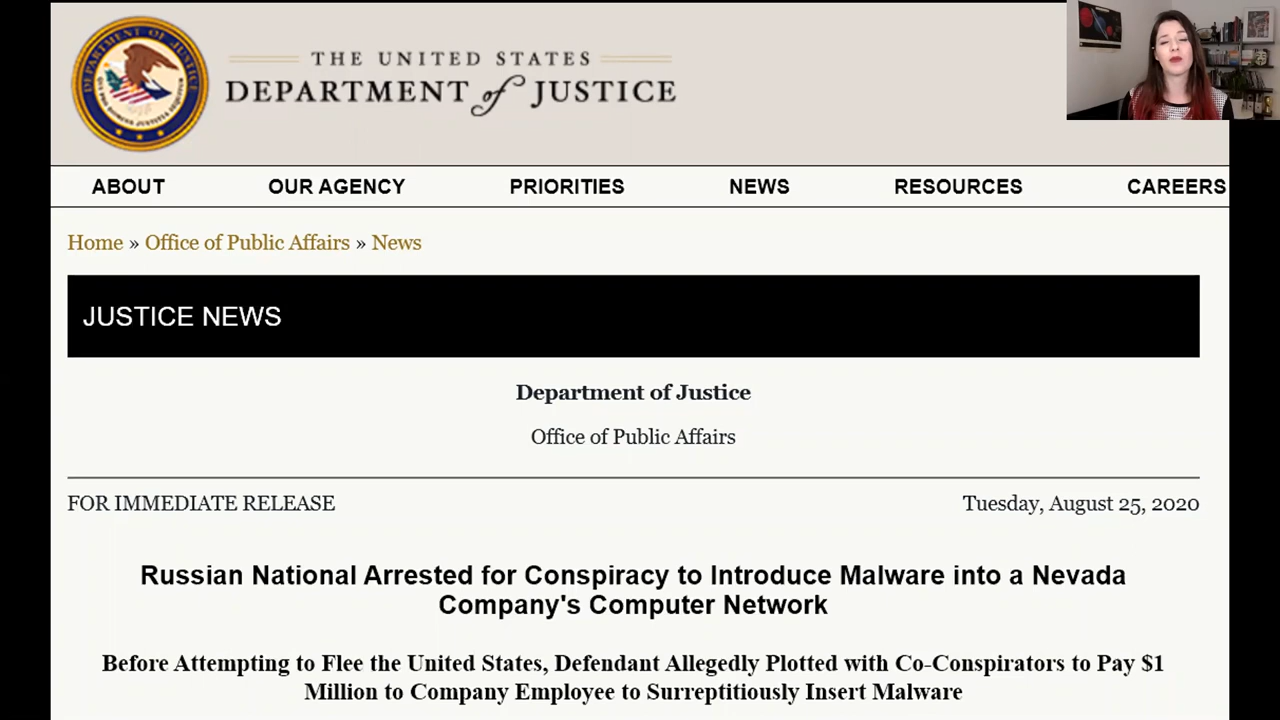 THE UNITED STATES
DEPARTMENT of JUSTICE
ABOUT OUR AGENCY PRIORITIES NEWS RESOURCES CAREERS
Home » Office of Public Affairs » News
JUSTICE NEWS
Department of Justice
Office of Public Affairs
FOR IMMEDIATE RELEASE Tuesday, August 25, 2020
Russian National Arrested for Conspiracy to Introduce Malware into a Nevada
Company's Computer Network
Before Attempting to Flee the United States, Defendant Allegedly Plotted with Co-Conspirators to Pay $1
Million to Company Employee to Surreptitiously Insert Malware